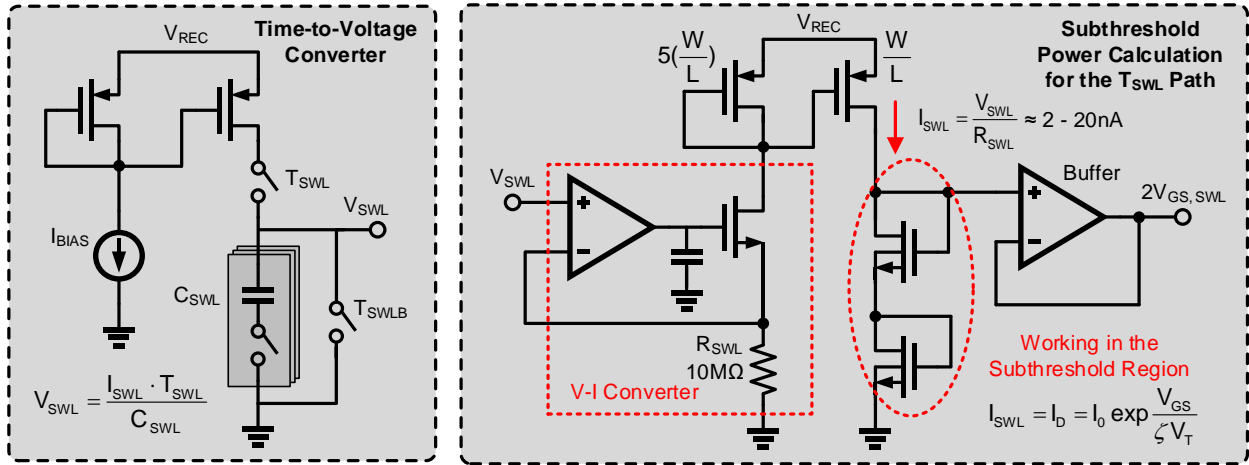 Time-to-Voltage
Converter
V_REC
T_SWL
V_SWL
I_BIAS
C_SWL
T_SWLB
V_SWL = I_SWL · T_SWL / C_SWL
Subthreshold
Power Calculation
for the T_SWL Path
V_REC
5(W/L)
W/L
I_SWL = V_SWL / R_SWL ≈ 2 - 20nA
V_SWL
+
-
Buffer
+
-
2V_GS, SWL
R_SWL
10MΩ
V-I Converter
Working in the
Subthreshold Region
I_SWL = I_D = I_0 exp V_GS / ζV_T